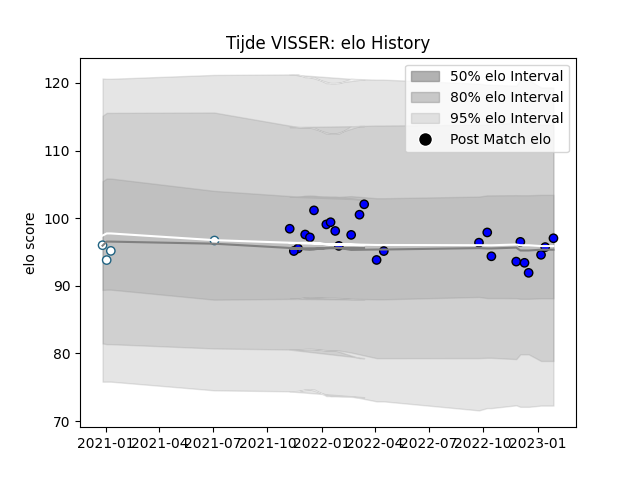 Tijde VISSER: elo History
50% elo Interval
80% elo Interval
95% elo Interval
Post Match elo
elo score
120
110
100
90
80
70
2021-01 2021-04 2021-07 2021-10 2022-01 2022-04 2022-07 2022-10 2023-01